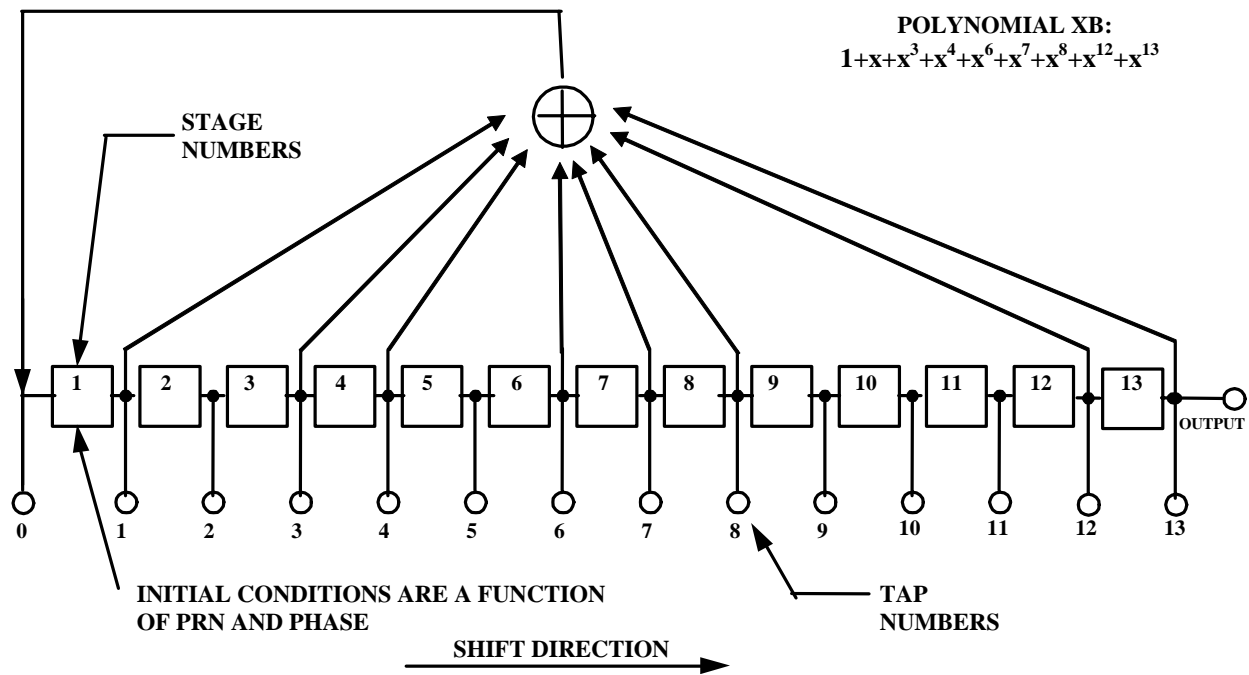 POLYNOMIAL XB:
1+x+x³+x⁴+x⁶+x⁷+x⁸+x¹²+x¹³
STAGE
NUMBERS
1 2 3 4 5 6 7 8 9 10 11 12 13
OUTPUT
0 1 2 3 4 5 6 7 8 9 10 11 12 13
INITIAL CONDITIONS ARE A FUNCTION
OF PRN AND PHASE
TAP
NUMBERS
SHIFT DIRECTION